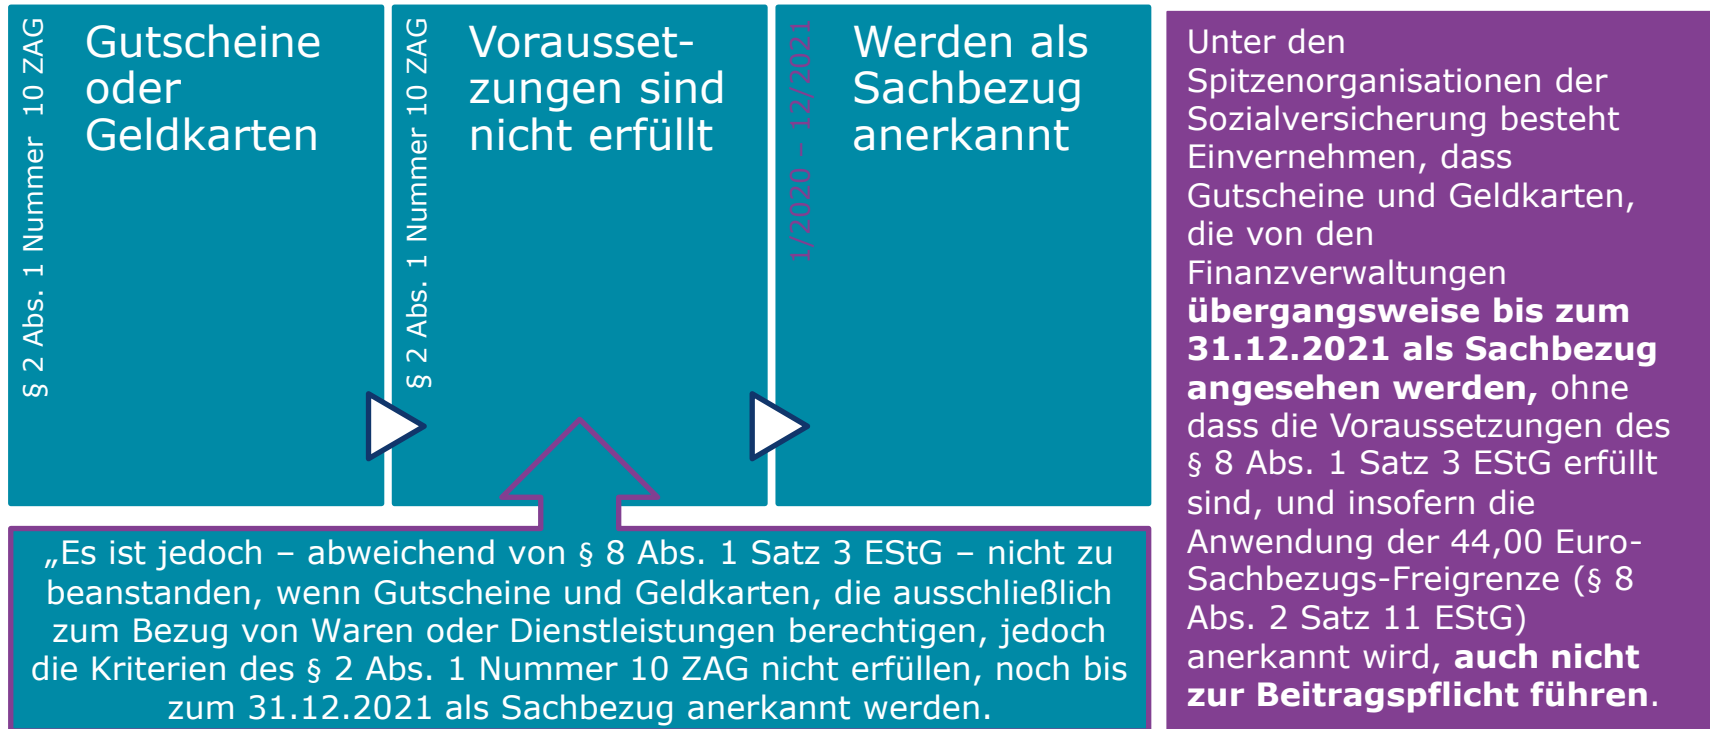 § 2 Abs. 1 Nummer 10 ZAG
Gutscheine
oder
Geldkarten
§ 2 Abs. 1 Nummer 10 ZAG
Vorausset-
zungen sind
nicht erfüllt
1/2020 – 12/2021
Werden als
Sachbezug
anerkannt
„Es ist jedoch – abweichend von § 8 Abs. 1 Satz 3 EStG – nicht zu
beanstanden, wenn Gutscheine und Geldkarten, die ausschließlich
zum Bezug von Waren oder Dienstleistungen berechtigen, jedoch
die Kriterien des § 2 Abs. 1 Nummer 10 ZAG nicht erfüllen, noch bis
zum 31.12.2021 als Sachbezug anerkannt werden.
Unter den
Spitzenorganisationen der
Sozialversicherung besteht
Einvernehmen, dass
Gutscheine und Geldkarten,
die von den
Finanzverwaltungen
übergangsweise bis zum
31.12.2021 als Sachbezug
angesehen werden, ohne
dass die Voraussetzungen des
§ 8 Abs. 1 Satz 3 EStG erfüllt
sind, und insofern die
Anwendung der 44,00 Euro-
Sachbezugs-Freigrenze (§ 8
Abs. 2 Satz 11 EStG)
anerkannt wird, auch nicht
zur Beitragspflicht führen.